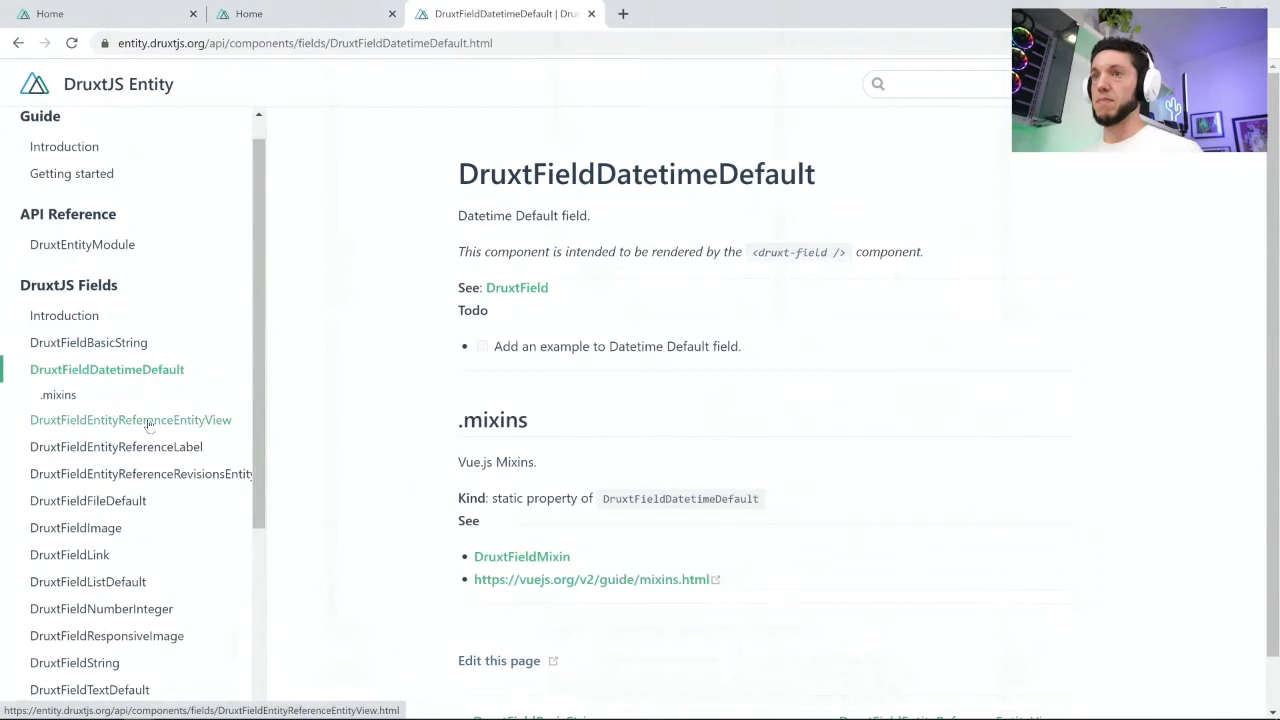 Home
Home
DruxtFieldDatetimeDefault | Dru
entity.druxtjs.org/api/components/fields/DruxtFieldDatetimeDefault.html
DruxtJS Entity
Guide
Introduction
Getting started
API Reference
DruxtEntityModule
DruxtJS Fields
Introduction
DruxtFieldBasicString
DruxtFieldDatetimeDefault
.mixins
DruxtFieldEntityReferenceEntityView
DruxtFieldEntityReferenceLabel
DruxtFieldEntityReferenceRevisionsEntity
DruxtFieldFileDefault
DruxtFieldImage
DruxtFieldLink
DruxtFieldListDefault
DruxtFieldNumberInteger
DruxtFieldResponsiveImage
DruxtFieldString
DruxtFieldTextDefault
https://entity.druxtjs.org/api/components/fields/DruxtFieldEntityReferenceEntityView.html
DruxtFieldDatetimeDefault
Datetime Default field.
This component is intended to be rendered by the <druxt-field /> component.
See: DruxtField
Todo
Add an example to Datetime Default field.
.mixins
Vue.js Mixins.
Kind: static property of DruxtFieldDatetimeDefault
See
DruxtFieldMixin
https://vuejs.org/v2/guide/mixins.html
Edit this page